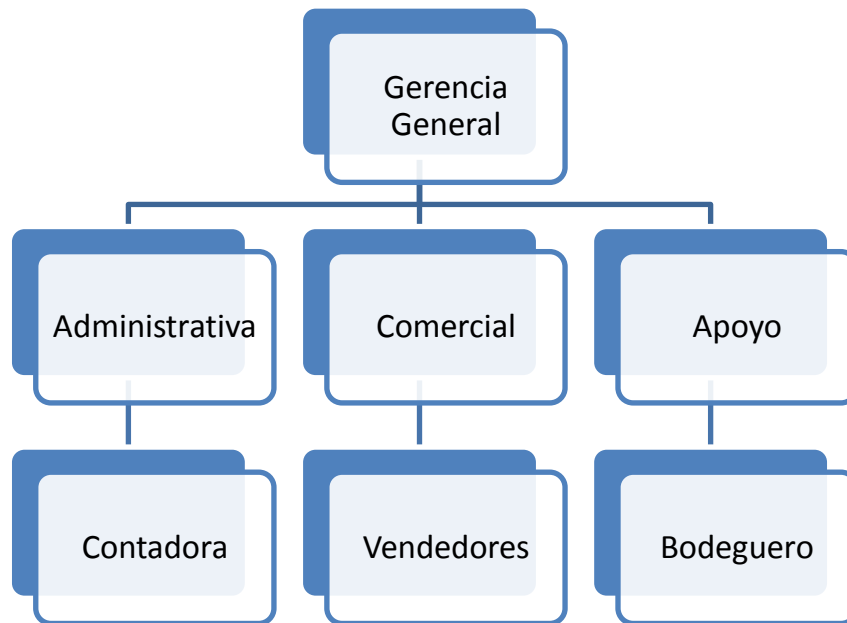 Gerencia
General
Administrativa
Comercial
Apoyo
Contadora
Vendedores
Bodeguero